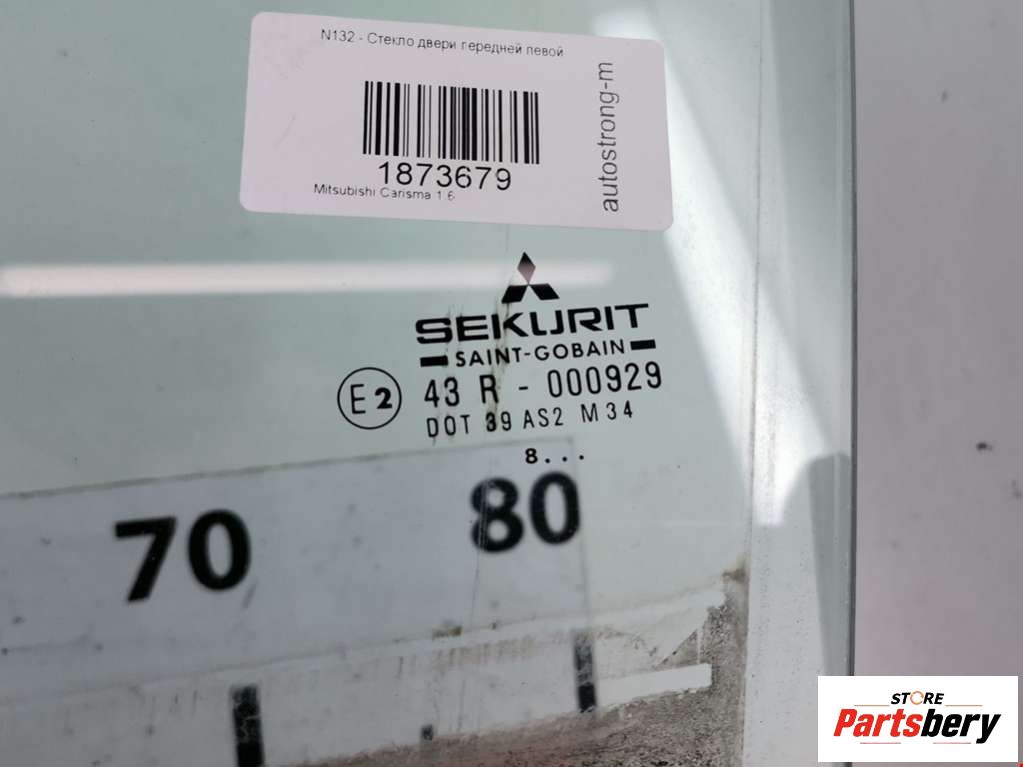 N132 - Стекло двери передней левой
1873679
Mitsubishi Carisma 1.6
autostrong-m
SEKURIT
SAINT-GOBAIN
E2 43 R - 000929
DOT 39 AS2 M34
8...
70 80
STORE
Partsbery